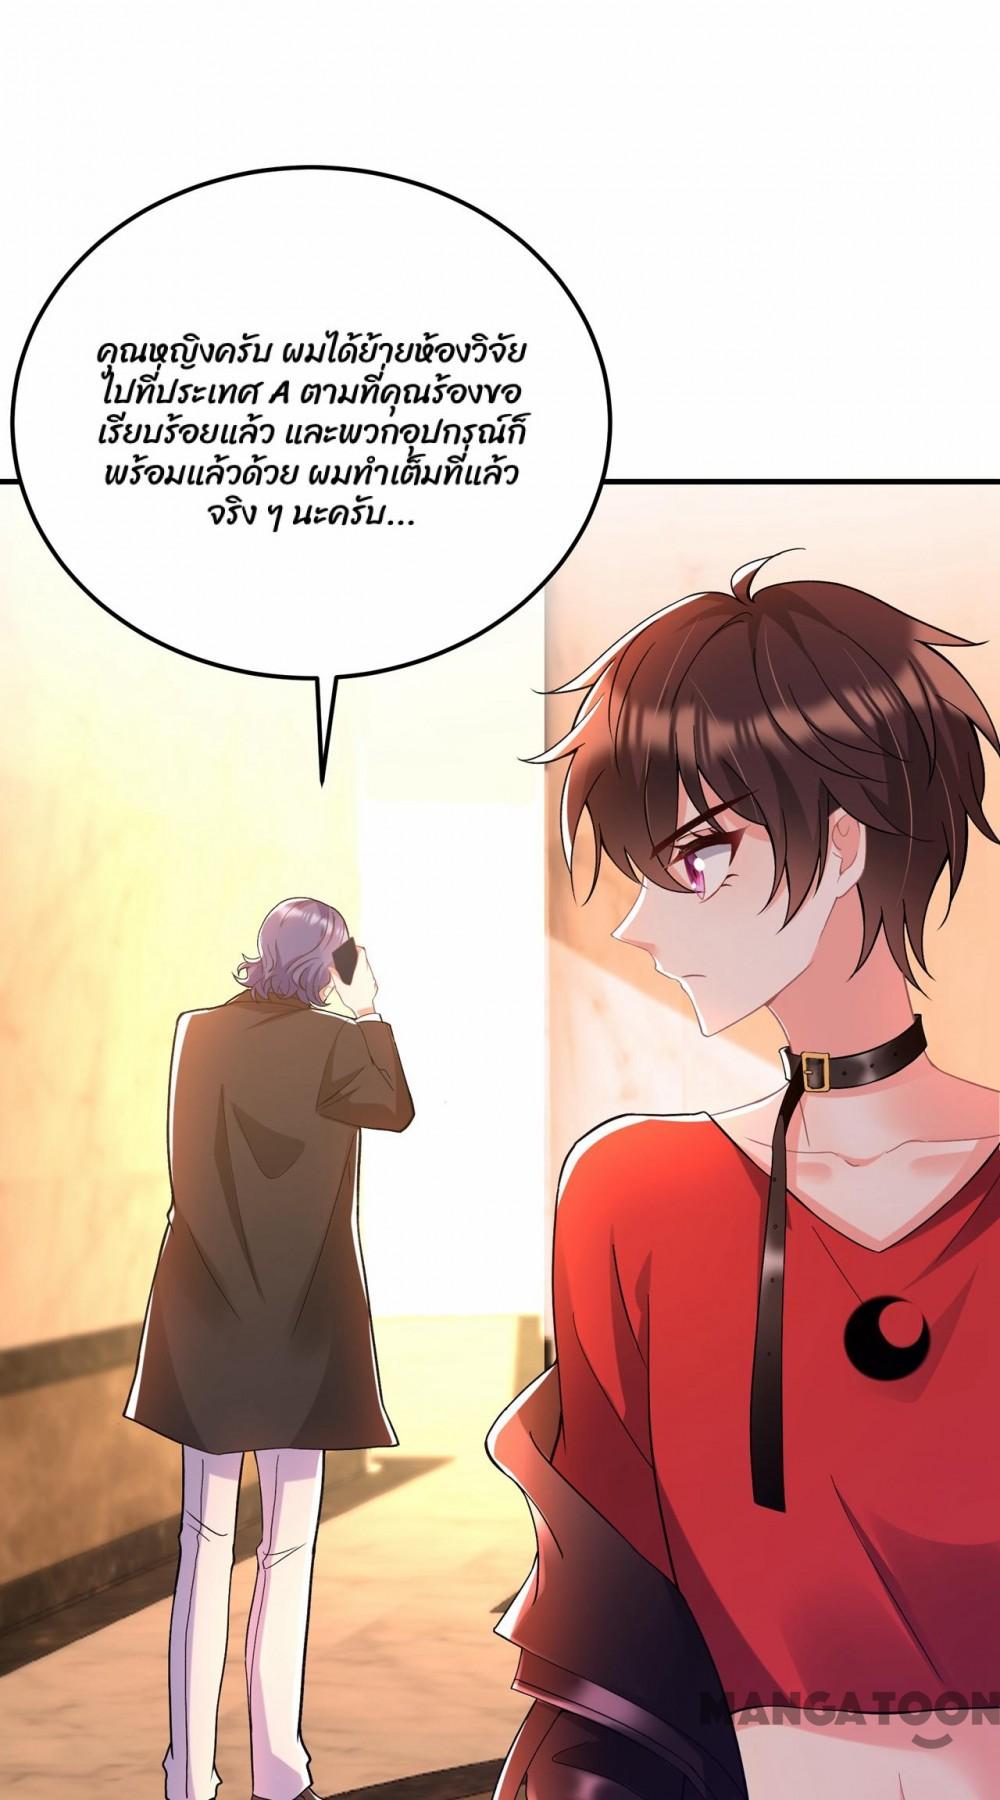 คุณหญิงครับ ผมได้ย้ายห้องวิจัย
ไปที่ประเทศ A ตามที่คุณร้องขอ
เรียบร้อยแล้ว และพวกอุปกรณ์ก็
พร้อมแล้วด้วย ผมทำเต็มที่แล้ว
จริง ๆ นะครับ...
MANGATOON